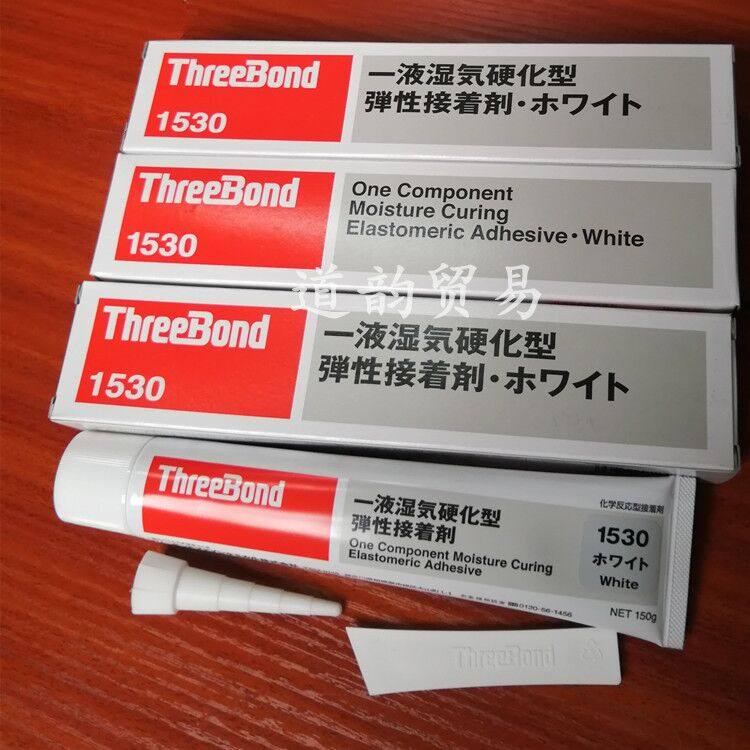 ThreeBond
1530
一液湿気硬化型
弾性接着剤・ホワイト
ThreeBond
1530
One Component
Moisture Curing
Elastomeric Adhesive・White
道韵贸易
ThreeBond
1530
一液湿気硬化型
弾性接着剤・ホワイト
ThreeBond
一液湿気硬化型
弾性接着剤
One Component Moisture Curing
Elastomeric Adhesive
化学反応型接着剤
1530
ホワイト
White
NET 150g
0120-56-1456
ThreeBond